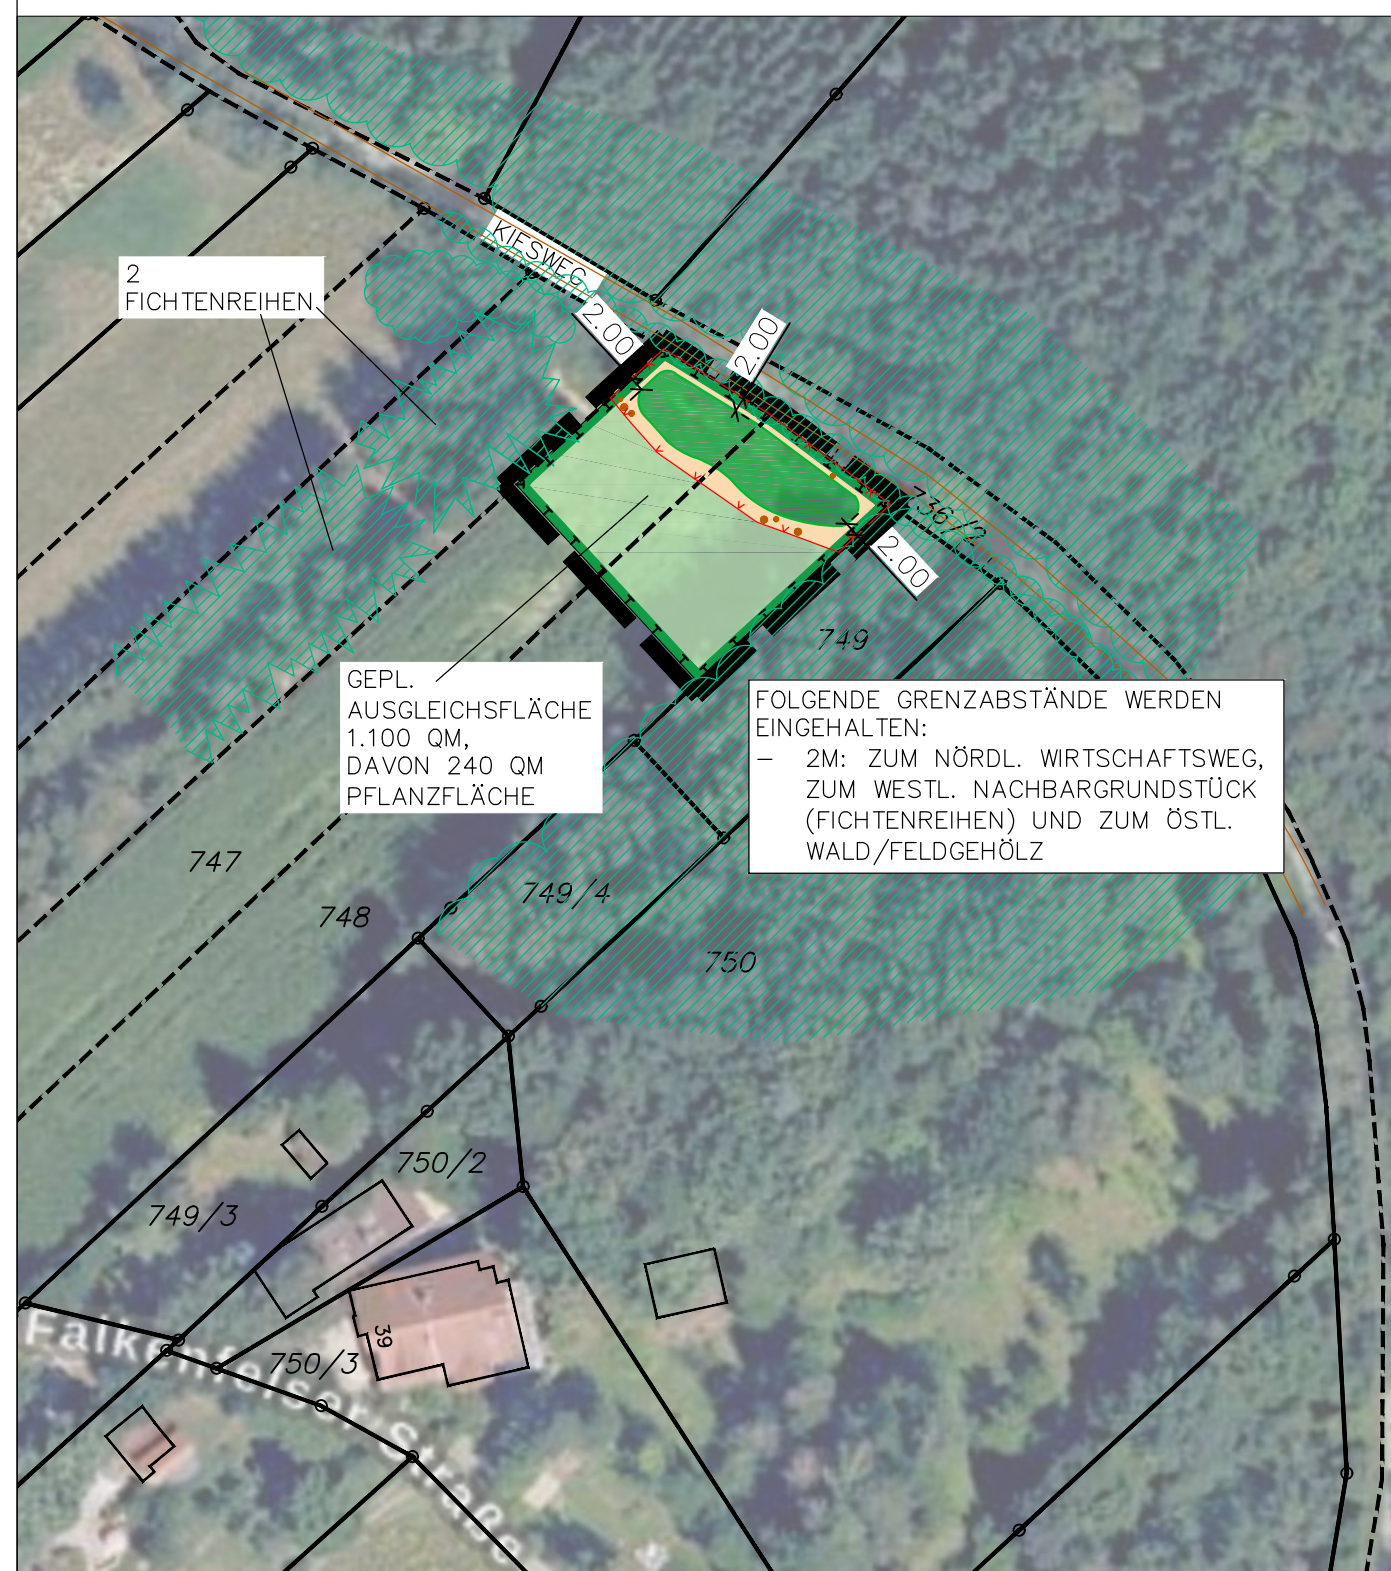 KIESWEG
2
FICHTENREIHEN
2.00
2.00
736/2
2.00
749
GEPL.
AUSGLEICHSFLÄCHE
1.100 QM,
DAVON 240 QM
PFLANZFLÄCHE
FOLGENDE GRENZABSTÄNDE WERDEN
EINGEHALTEN:
– 2M: ZUM NÖRDL. WIRTSCHAFTSWEG,
ZUM WESTL. NACHBARGRUNDSTÜCK
(FICHTENREIHEN) UND ZUM ÖSTL.
WALD/FELDGEHÖLZ
747
748
749/4
750
750/2
749/3
39
750/3
Falkenfelser Straße